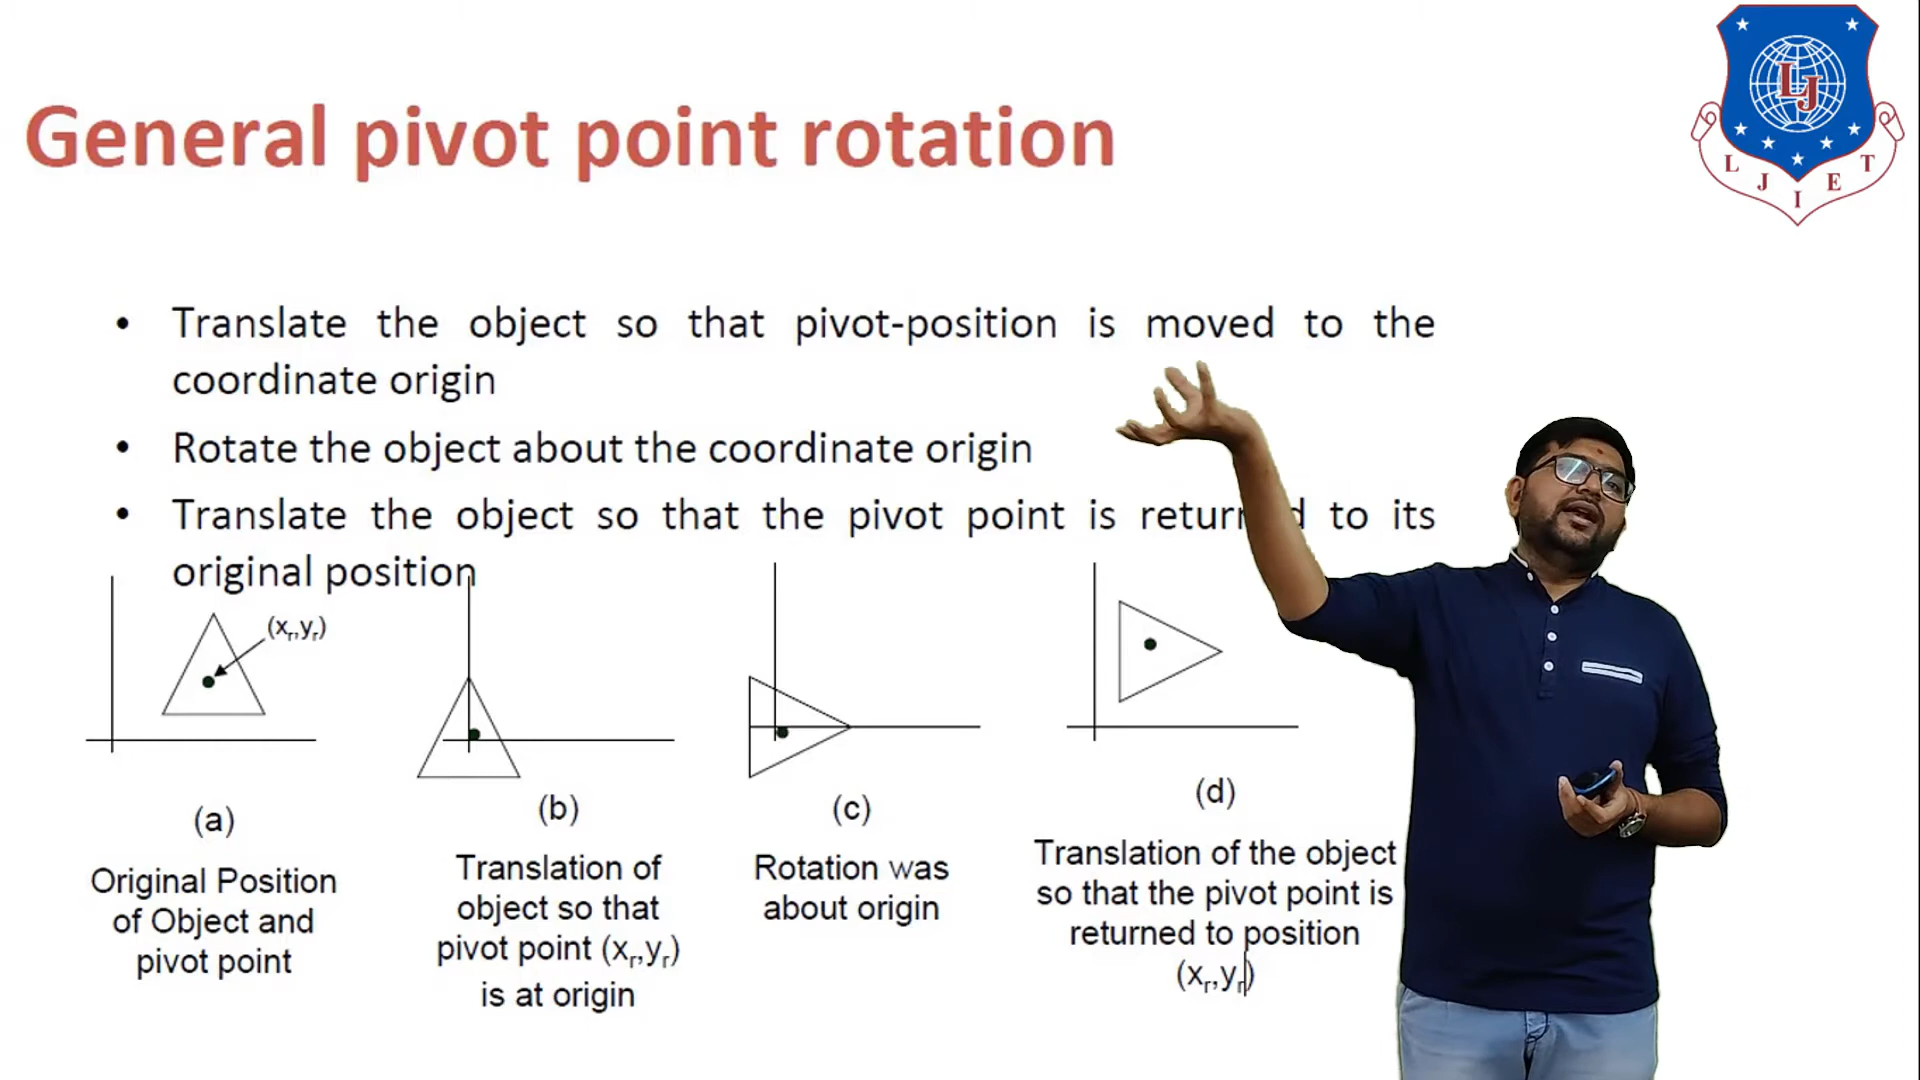 General pivot point rotation
L J I E T
LJ
• Translate the object so that pivot-position is moved to the
coordinate origin
• Rotate the object about the coordinate origin
• Translate the object so that the pivot point is to its
original position
(xr,yr)
(a)
Original Position
of Object and
pivot point
(b)
Translation of
object so that
pivot point (xr,yr)
is at origin
(c)
Rotation was
about origin
(d)
Translation of the object
so that the pivot point is
returned to position
(xr,yr)